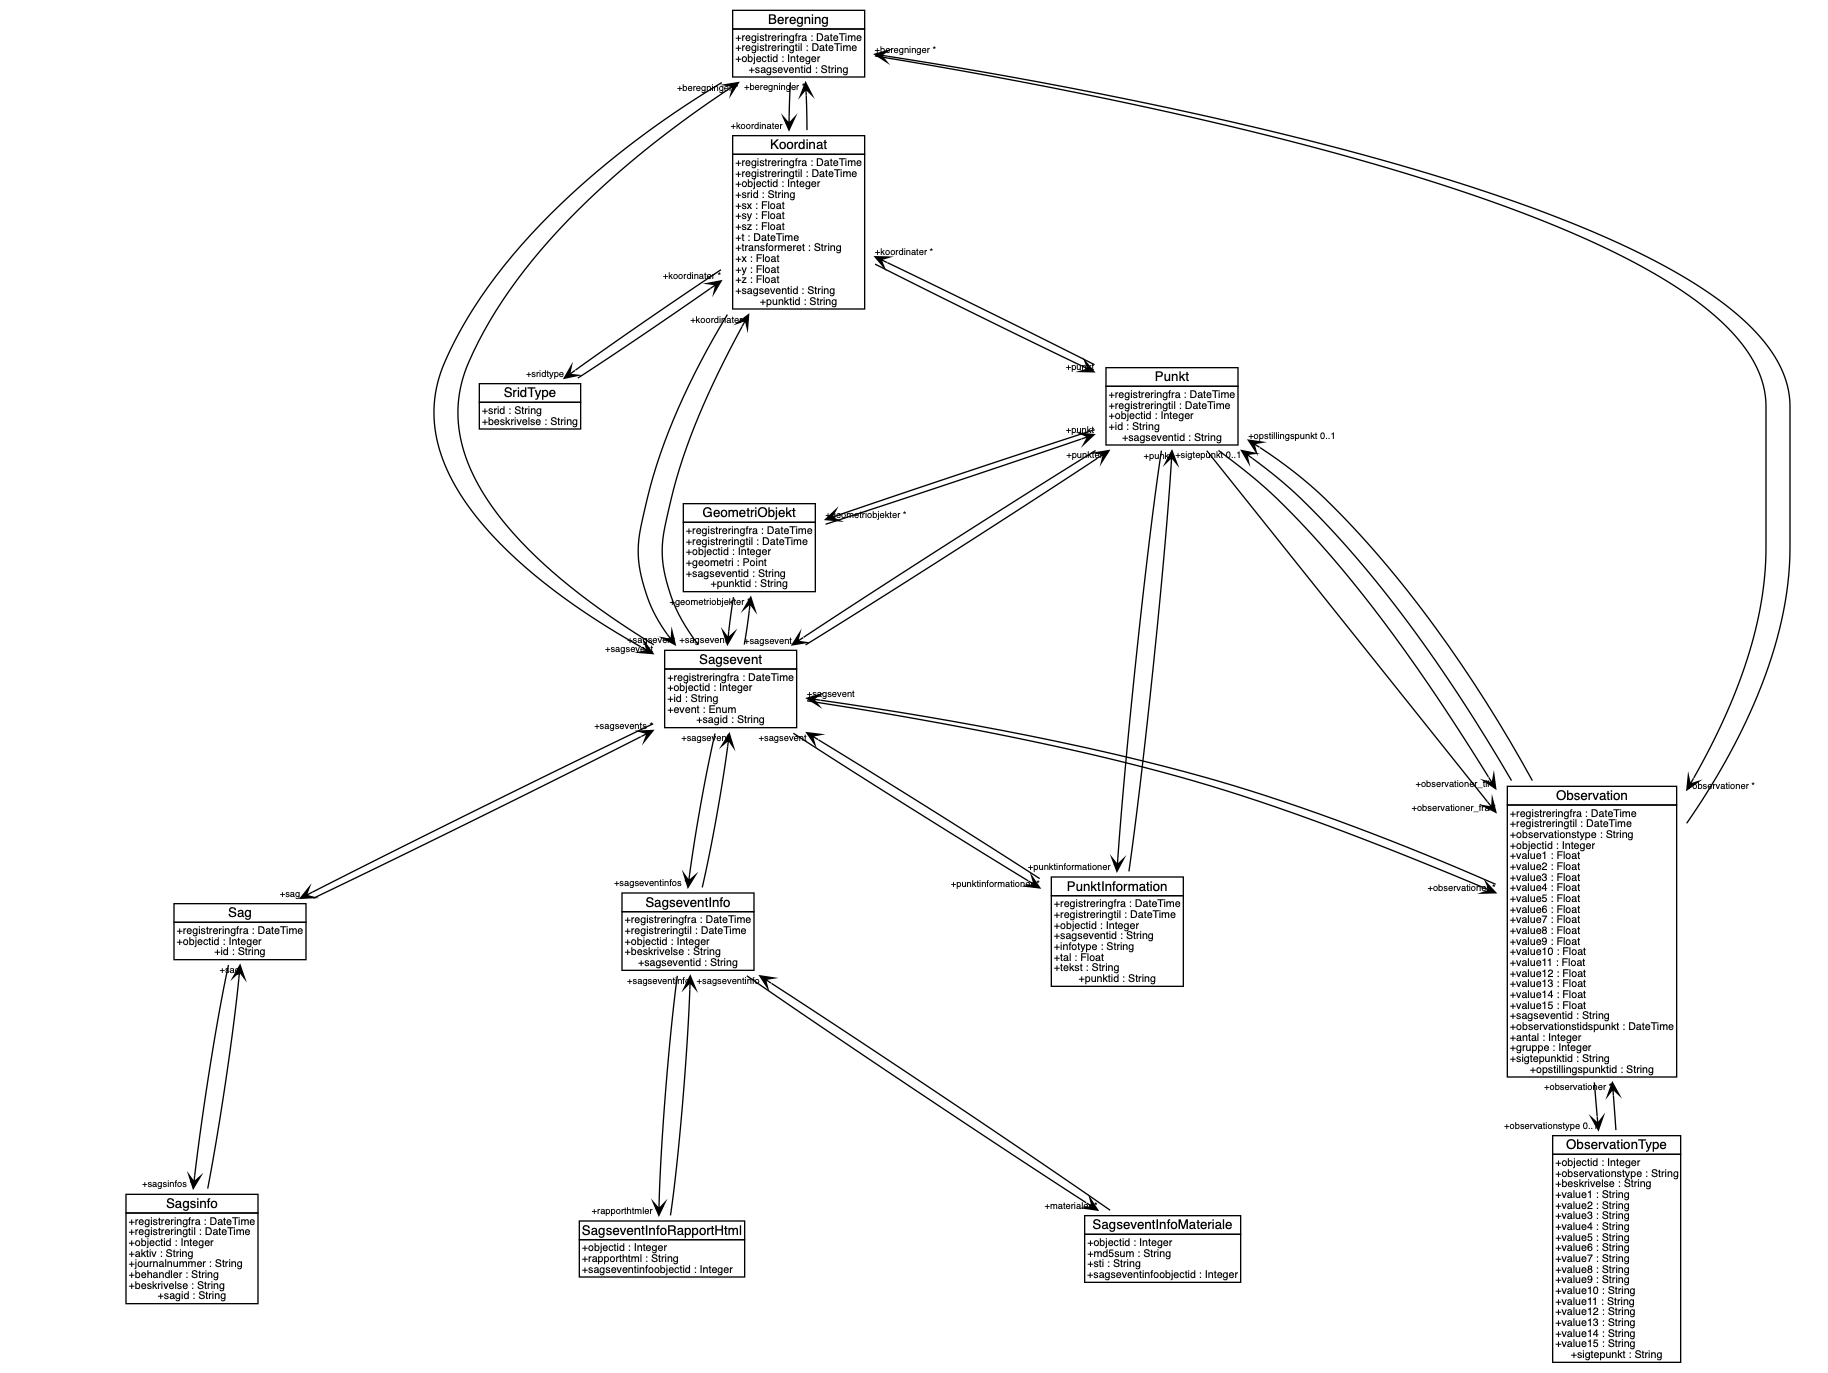 Beregning
+registreringfra : DateTime
+registreringtil : DateTime
+objectid : Integer
+sagseventid : String
+beregninger *
+beregninger
+beregninger
+koordinater
Koordinat
+registreringfra : DateTime
+registreringtil : DateTime
+objectid : Integer
+srid : String
+sx : Float
+sy : Float
+sz : Float
+t : DateTime
+transformeret : String
+x : Float
+y : Float
+z : Float
+sagseventid : String
+punktid : String
+koordinater *
+koordinater *
+koordinater
+sridtype
SridType
+srid : String
+beskrivelse : String
+punkt
Punkt
+registreringfra : DateTime
+registreringtil : DateTime
+objectid : Integer
+id : String
+sagseventid : String
+punkt
+punkter
+punkt
+sigtepunkt 0..1
+opstillingspunkt 0..1
GeometriObjekt
+registreringfra : DateTime
+registreringtil : DateTime
+objectid : Integer
+geometri : Point
+sagseventid : String
+punktid : String
+geometriobjekter *
+geometriobjekter
+sagsevent
+sagsevent
+sagsevent
+sagsevent
Sagsevent
+registreringfra : DateTime
+objectid : Integer
+id : String
+event : Enum
+sagid : String
+sagsevent
+sagsevents *
+sagsevent
+sagsevent
+observationer_til
+observationer_fra
+observationer *
Observation
+registreringfra : DateTime
+registreringtil : DateTime
+observationstype : String
+objectid : Integer
+value1 : Float
+value2 : Float
+value3 : Float
+value4 : Float
+value5 : Float
+value6 : Float
+value7 : Float
+value8 : Float
+value9 : Float
+value10 : Float
+value11 : Float
+value12 : Float
+value13 : Float
+value14 : Float
+value15 : Float
+sagseventid : String
+observationstidspunkt : DateTime
+antal : Integer
+gruppe : Integer
+sigtepunktid : String
+opstillingspunktid : String
+observationer *
+sag
Sag
+registreringfra : DateTime
+objectid : Integer
+id : String
+sag
+sagseventinfos
SagseventInfo
+registreringfra : DateTime
+registreringtil : DateTime
+objectid : Integer
+beskrivelse : String
+sagseventid : String
+sagseventinfo
+sagseventinfo
+punktinformationer
+punktinformationer *
PunktInformation
+registreringfra : DateTime
+registreringtil : DateTime
+objectid : Integer
+sagseventid : String
+infotype : String
+tal : Float
+tekst : String
+punktid : String
+observationer
+observationstype 0..1
ObservationType
+objectid : Integer
+observationstype : String
+beskrivelse : String
+value1 : String
+value2 : String
+value3 : String
+value4 : String
+value5 : String
+value6 : String
+value7 : String
+value8 : String
+value9 : String
+value10 : String
+value11 : String
+value12 : String
+value13 : String
+value14 : String
+value15 : String
+sigtepunkt : String
+sagsinfos
Sagsinfo
+registreringfra : DateTime
+registreringtil : DateTime
+objectid : Integer
+aktiv : String
+journalnummer : String
+behandler : String
+beskrivelse : String
+sagid : String
+rapporthtmler
SagseventInfoRapportHtml
+objectid : Integer
+rapporthtml : String
+sagseventinfoobjectid : Integer
+materialer *
SagseventInfoMateriale
+objectid : Integer
+md5sum : String
+sti : String
+sagseventinfoobjectid : Integer